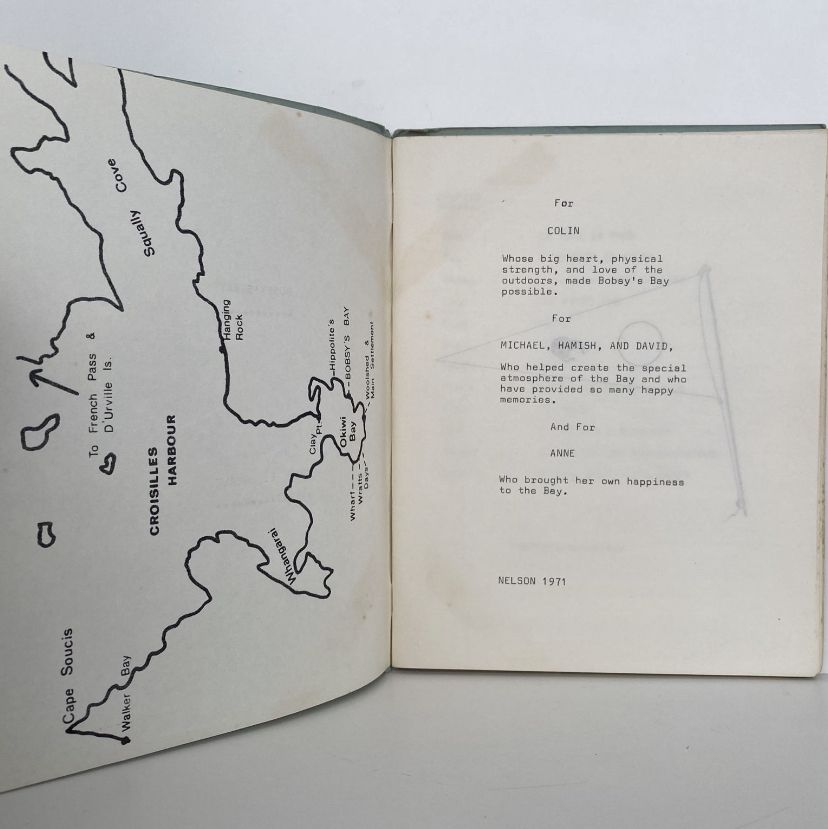 Squally Cove
Hanging
Rock
To French Pass &
D'Urville Is.
CROISILLES
HARBOUR
Hippolite's
BOBSY'S BAY
Woolshed &
Main Settlement
Clay
Pt.
Okiwi
Bay
Wharf
Wratts
Days
Whangarai
Cape Soucis
Walker Bay
For
COLIN
Whose big heart, physical
strength, and love of the
outdoors, made Bobsy's Bay
possible.
For
MICHAEL, HAMISH, AND DAVID,
Who helped create the special
atmosphere of the Bay and who
have provided so many happy
memories.
And For
ANNE
Who brought her own happiness
to the Bay.
NELSON 1971